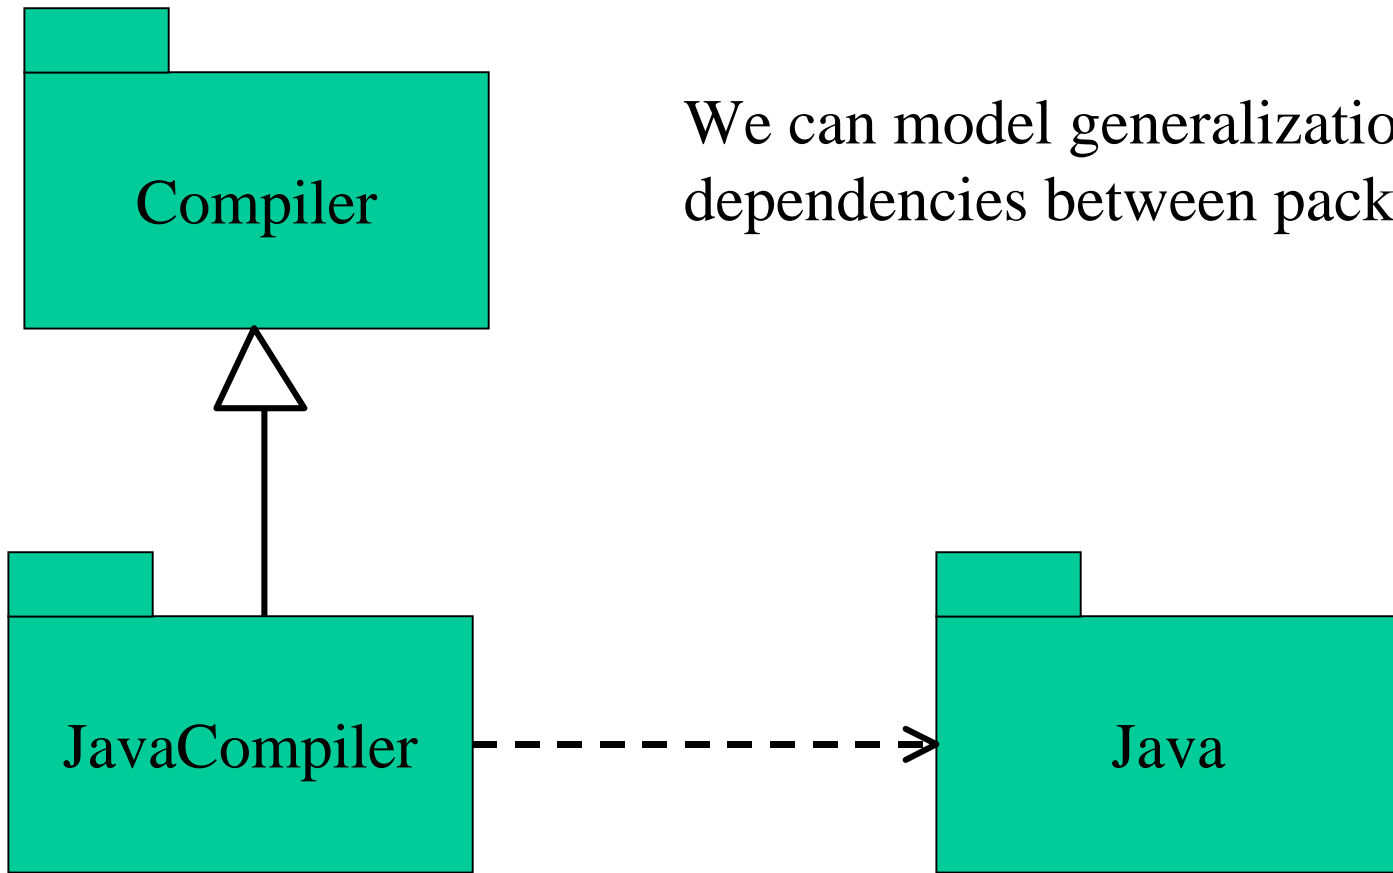 Compiler
We can model generalizatio
dependencies between pack
JavaCompiler
Java